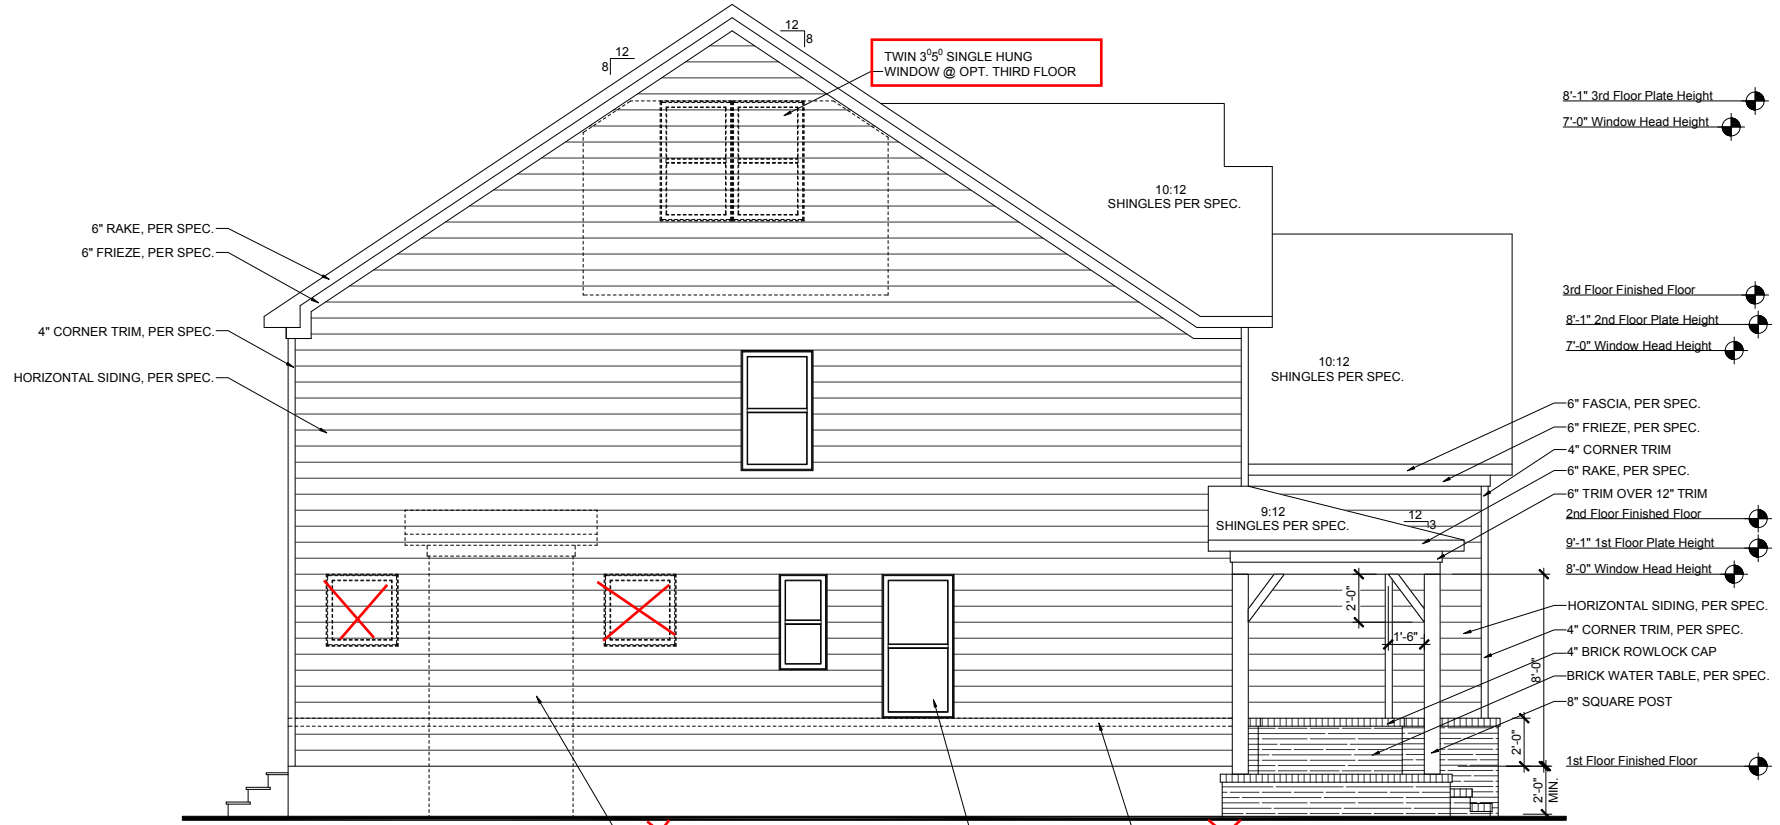 12
8
12
8
TWIN 3⁰5⁰ SINGLE HUNG
WINDOW @ OPT. THIRD FLOOR
8'-1" 3rd Floor Plate Height
7'-0" Window Head Height
10:12
SHINGLES PER SPEC.
6" RAKE, PER SPEC.
6" FRIEZE, PER SPEC.
4" CORNER TRIM, PER SPEC.
HORIZONTAL SIDING, PER SPEC.
3rd Floor Finished Floor
8'-1" 2nd Floor Plate Height
7'-0" Window Head Height
10:12
SHINGLES PER SPEC.
6" FASCIA, PER SPEC.
6" FRIEZE, PER SPEC.
4" CORNER TRIM
6" RAKE, PER SPEC.
6" TRIM OVER 12" TRIM
2nd Floor Finished Floor
9:12
SHINGLES PER SPEC.
12
3
9'-1" 1st Floor Plate Height
8'-0" Window Head Height
2'-0"
1'-6"
HORIZONTAL SIDING, PER SPEC.
4" CORNER TRIM, PER SPEC.
4" BRICK ROWLOCK CAP
8'-0"
BRICK WATER TABLE, PER SPEC.
8" SQUARE POST
2'-0"
1st Floor Finished Floor
2'-0"
MIN.